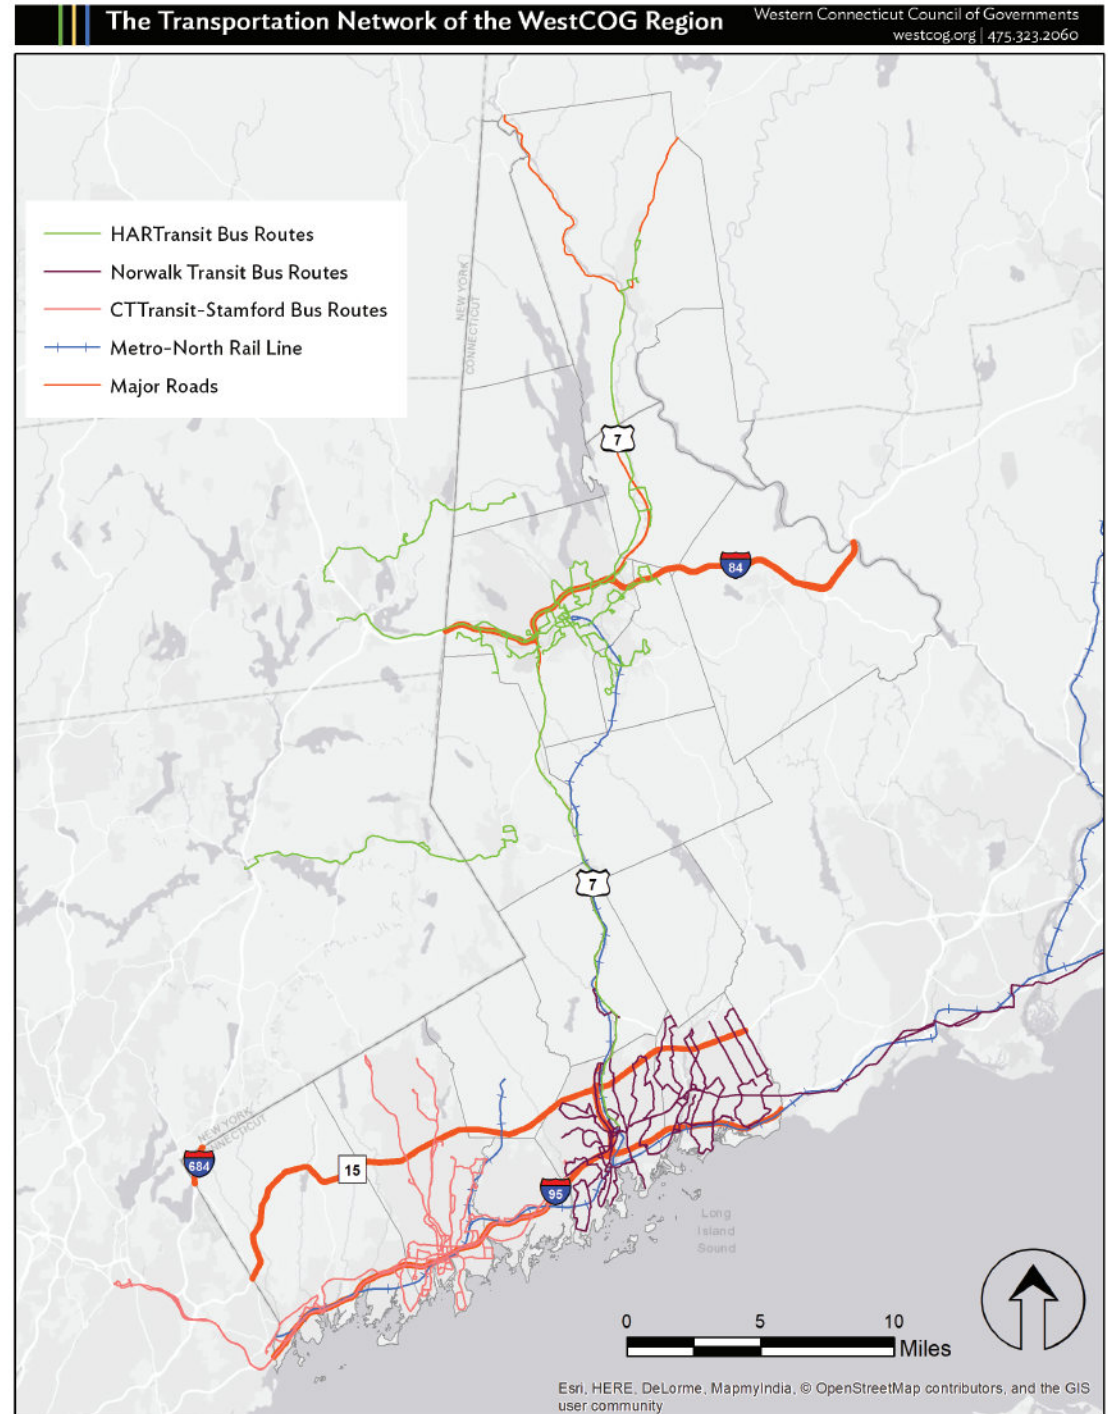 The Transportation Network of the WestCOG Region
Western Connecticut Council of Governments
westcog.org | 475.323.2060
HARTransit Bus Routes
Norwalk Transit Bus Routes
CTTransit-Stamford Bus Routes
Metro-North Rail Line
Major Roads
NEW YORK
CONNECTICUT
7
84
7
NEW YORK
CONNECTICUT
684
15
95
Long
Island
Sound
0 5 10
Miles
Esri, HERE, DeLorme, MapmyIndia, © OpenStreetMap contributors, and the GIS
user community